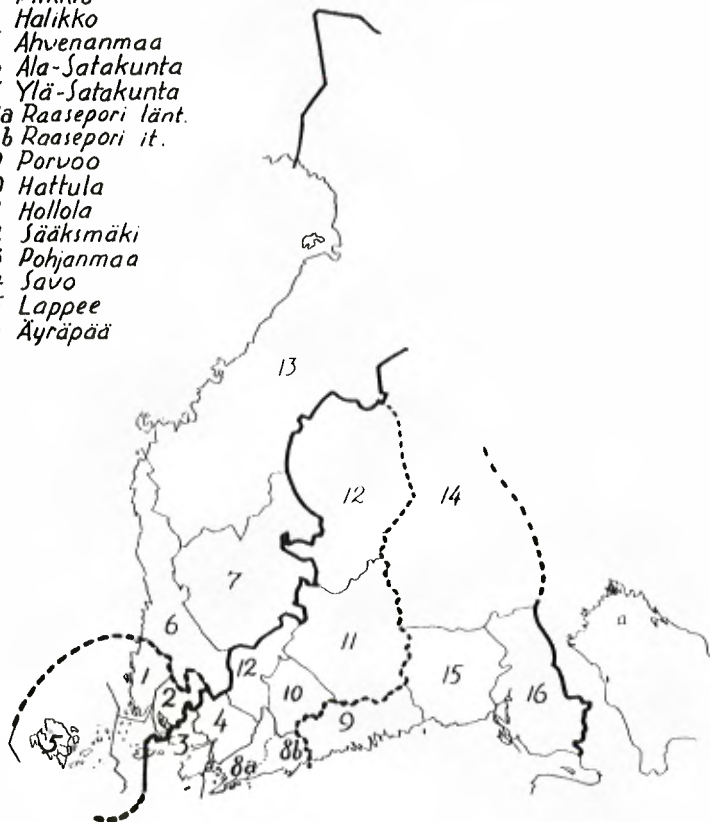 Halikko
Ahvenanmaa
Ala-Satakunta
Ylä-Satakunta
a Raasepori länt.
b Raasepori it.
Porvoo
Hattula
Hollola
Sääksmäki
Pohjanmaa
Savo
Lappee
Äyräpää
13
12
14
7
6
11
12
1
15
2
10
16
4
9
5
3
8b
8a